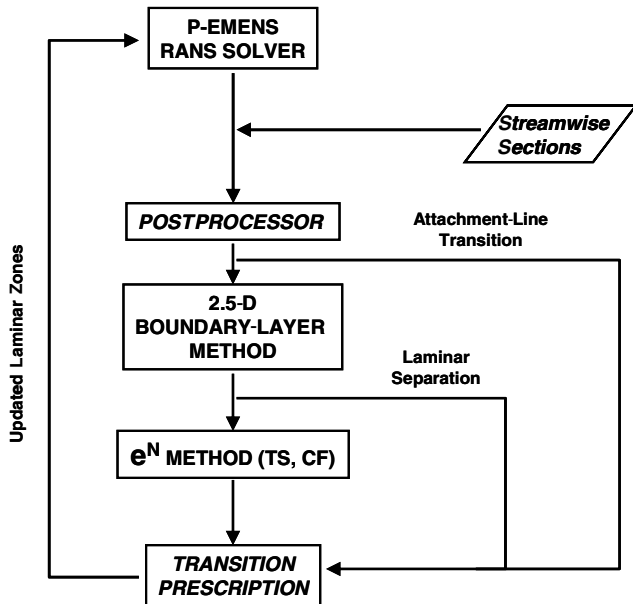 P-EMENS
RANS SOLVER
Streamwise
Sections
POSTPROCESSOR
Attachment-Line
Transition
2.5-D
BOUNDARY-LAYER
METHOD
Laminar
Separation
e^N METHOD (TS, CF)
TRANSITION
PRESCRIPTION
Updated Laminar Zones